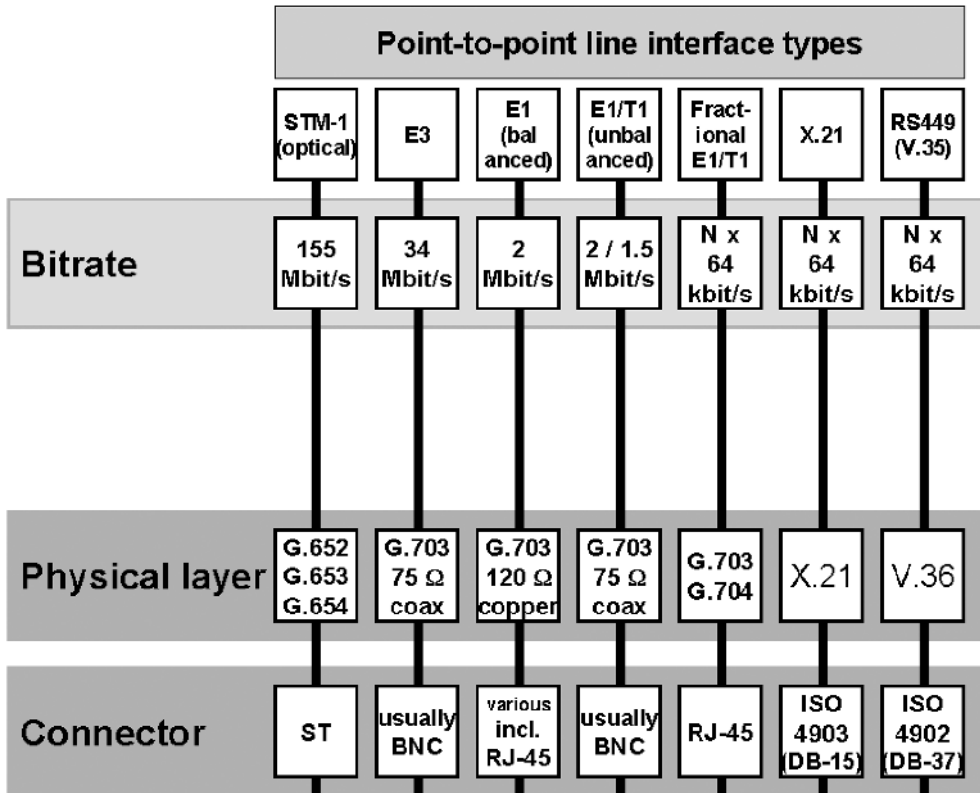 Point-to-point line interface types
STM-1
(optical)
E3
E1
(bal
anced)
E1/T1
(unbal
anced)
Fract-
ional
E1/T1
X.21
RS449
(V.35)
Bitrate
155
Mbit/s
34
Mbit/s
2
Mbit/s
2 / 1.5
Mbit/s
N x
64
kbit/s
N x
64
kbit/s
N x
64
kbit/s
Physical layer
G.652
G.653
G.654
G.703
75 Ω
coax
G.703
120 Ω
copper
G.703
75 Ω
coax
G.703
G.704
X.21
V.36
Connector
ST
usually
BNC
various
incl.
RJ-45
usually
BNC
RJ-45
ISO
4903
(DB-15)
ISO
4902
(DB-37)